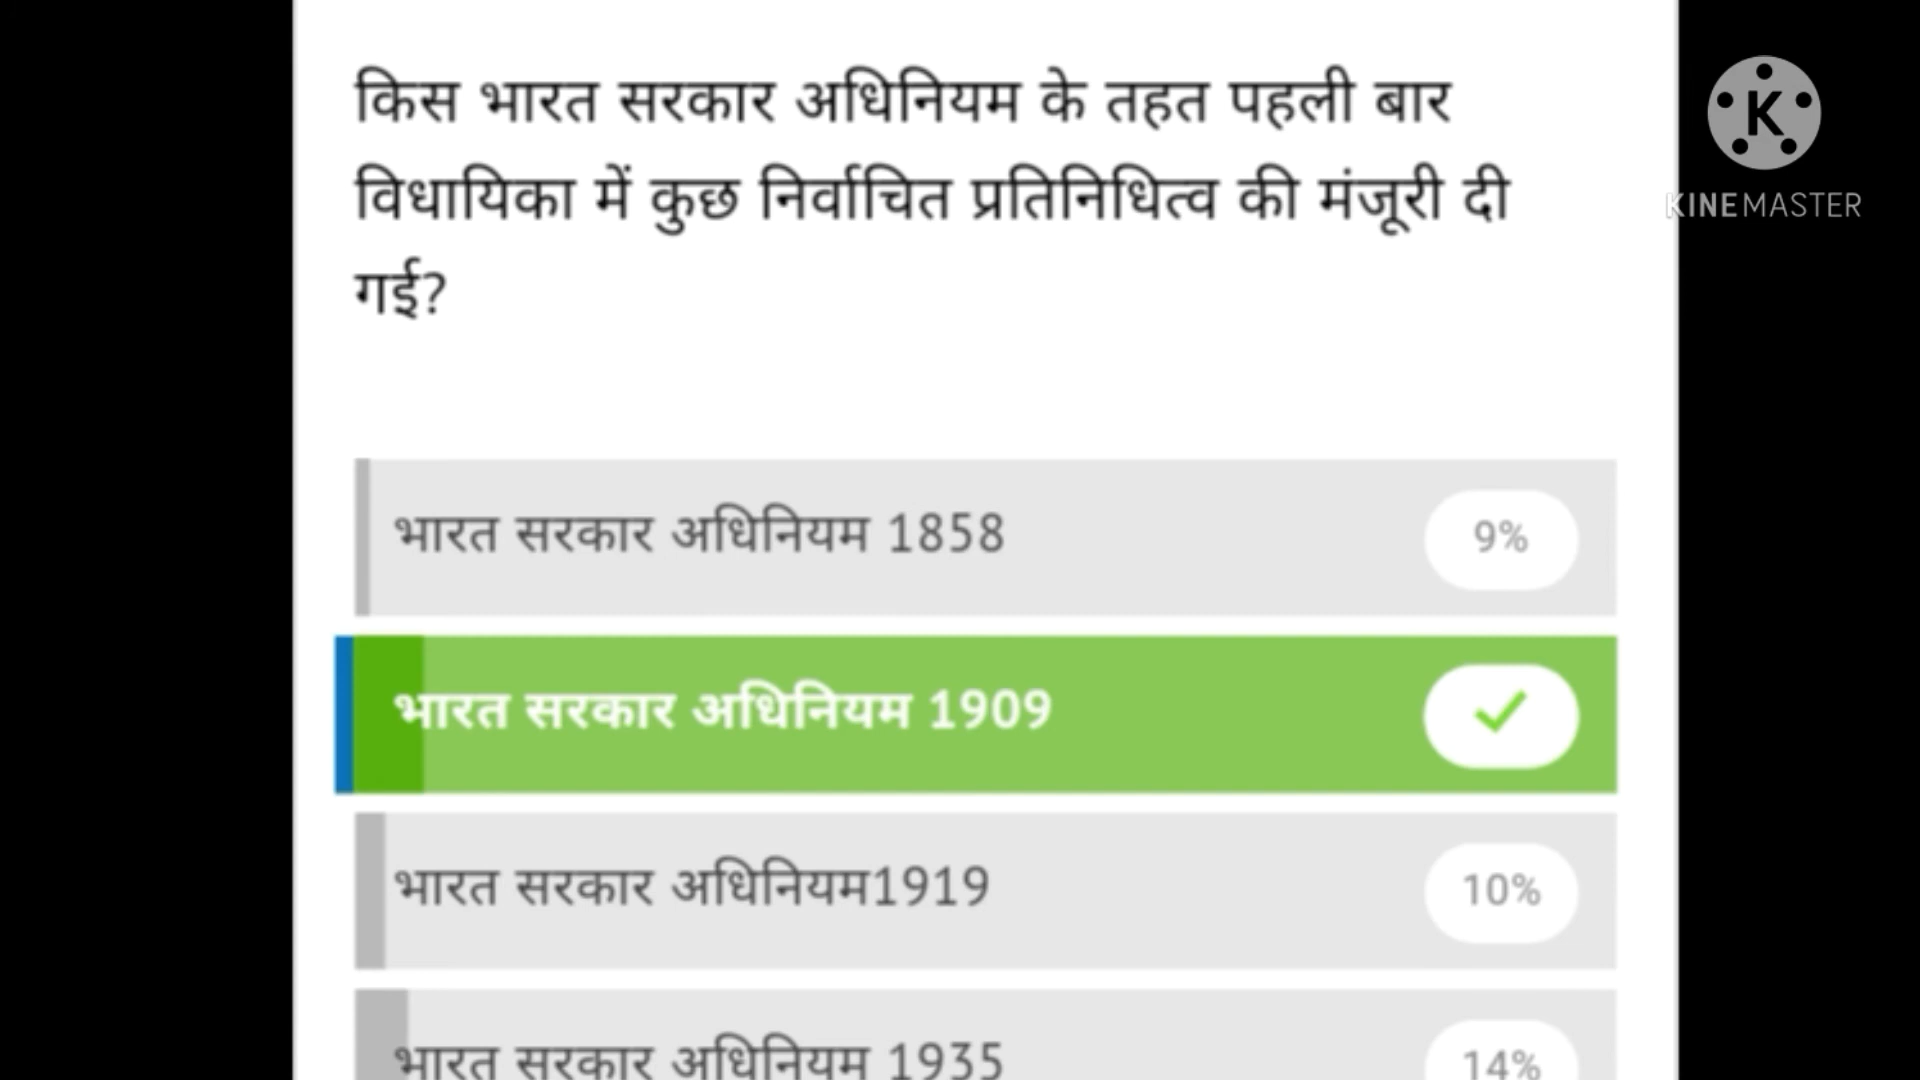 किस भारत सरकार अधिनियम के तहत पहली बार
विधायिका में कुछ निर्वाचित प्रतिनिधित्व की मंजूरी दी
गई?
K
KINEMASTER
भारत सरकार अधिनियम 1858
9%
भारत सरकार अधिनियम 1909
भारत सरकार अधिनियम1919
10%
भारत सरकार अधिनियम 1935
14%